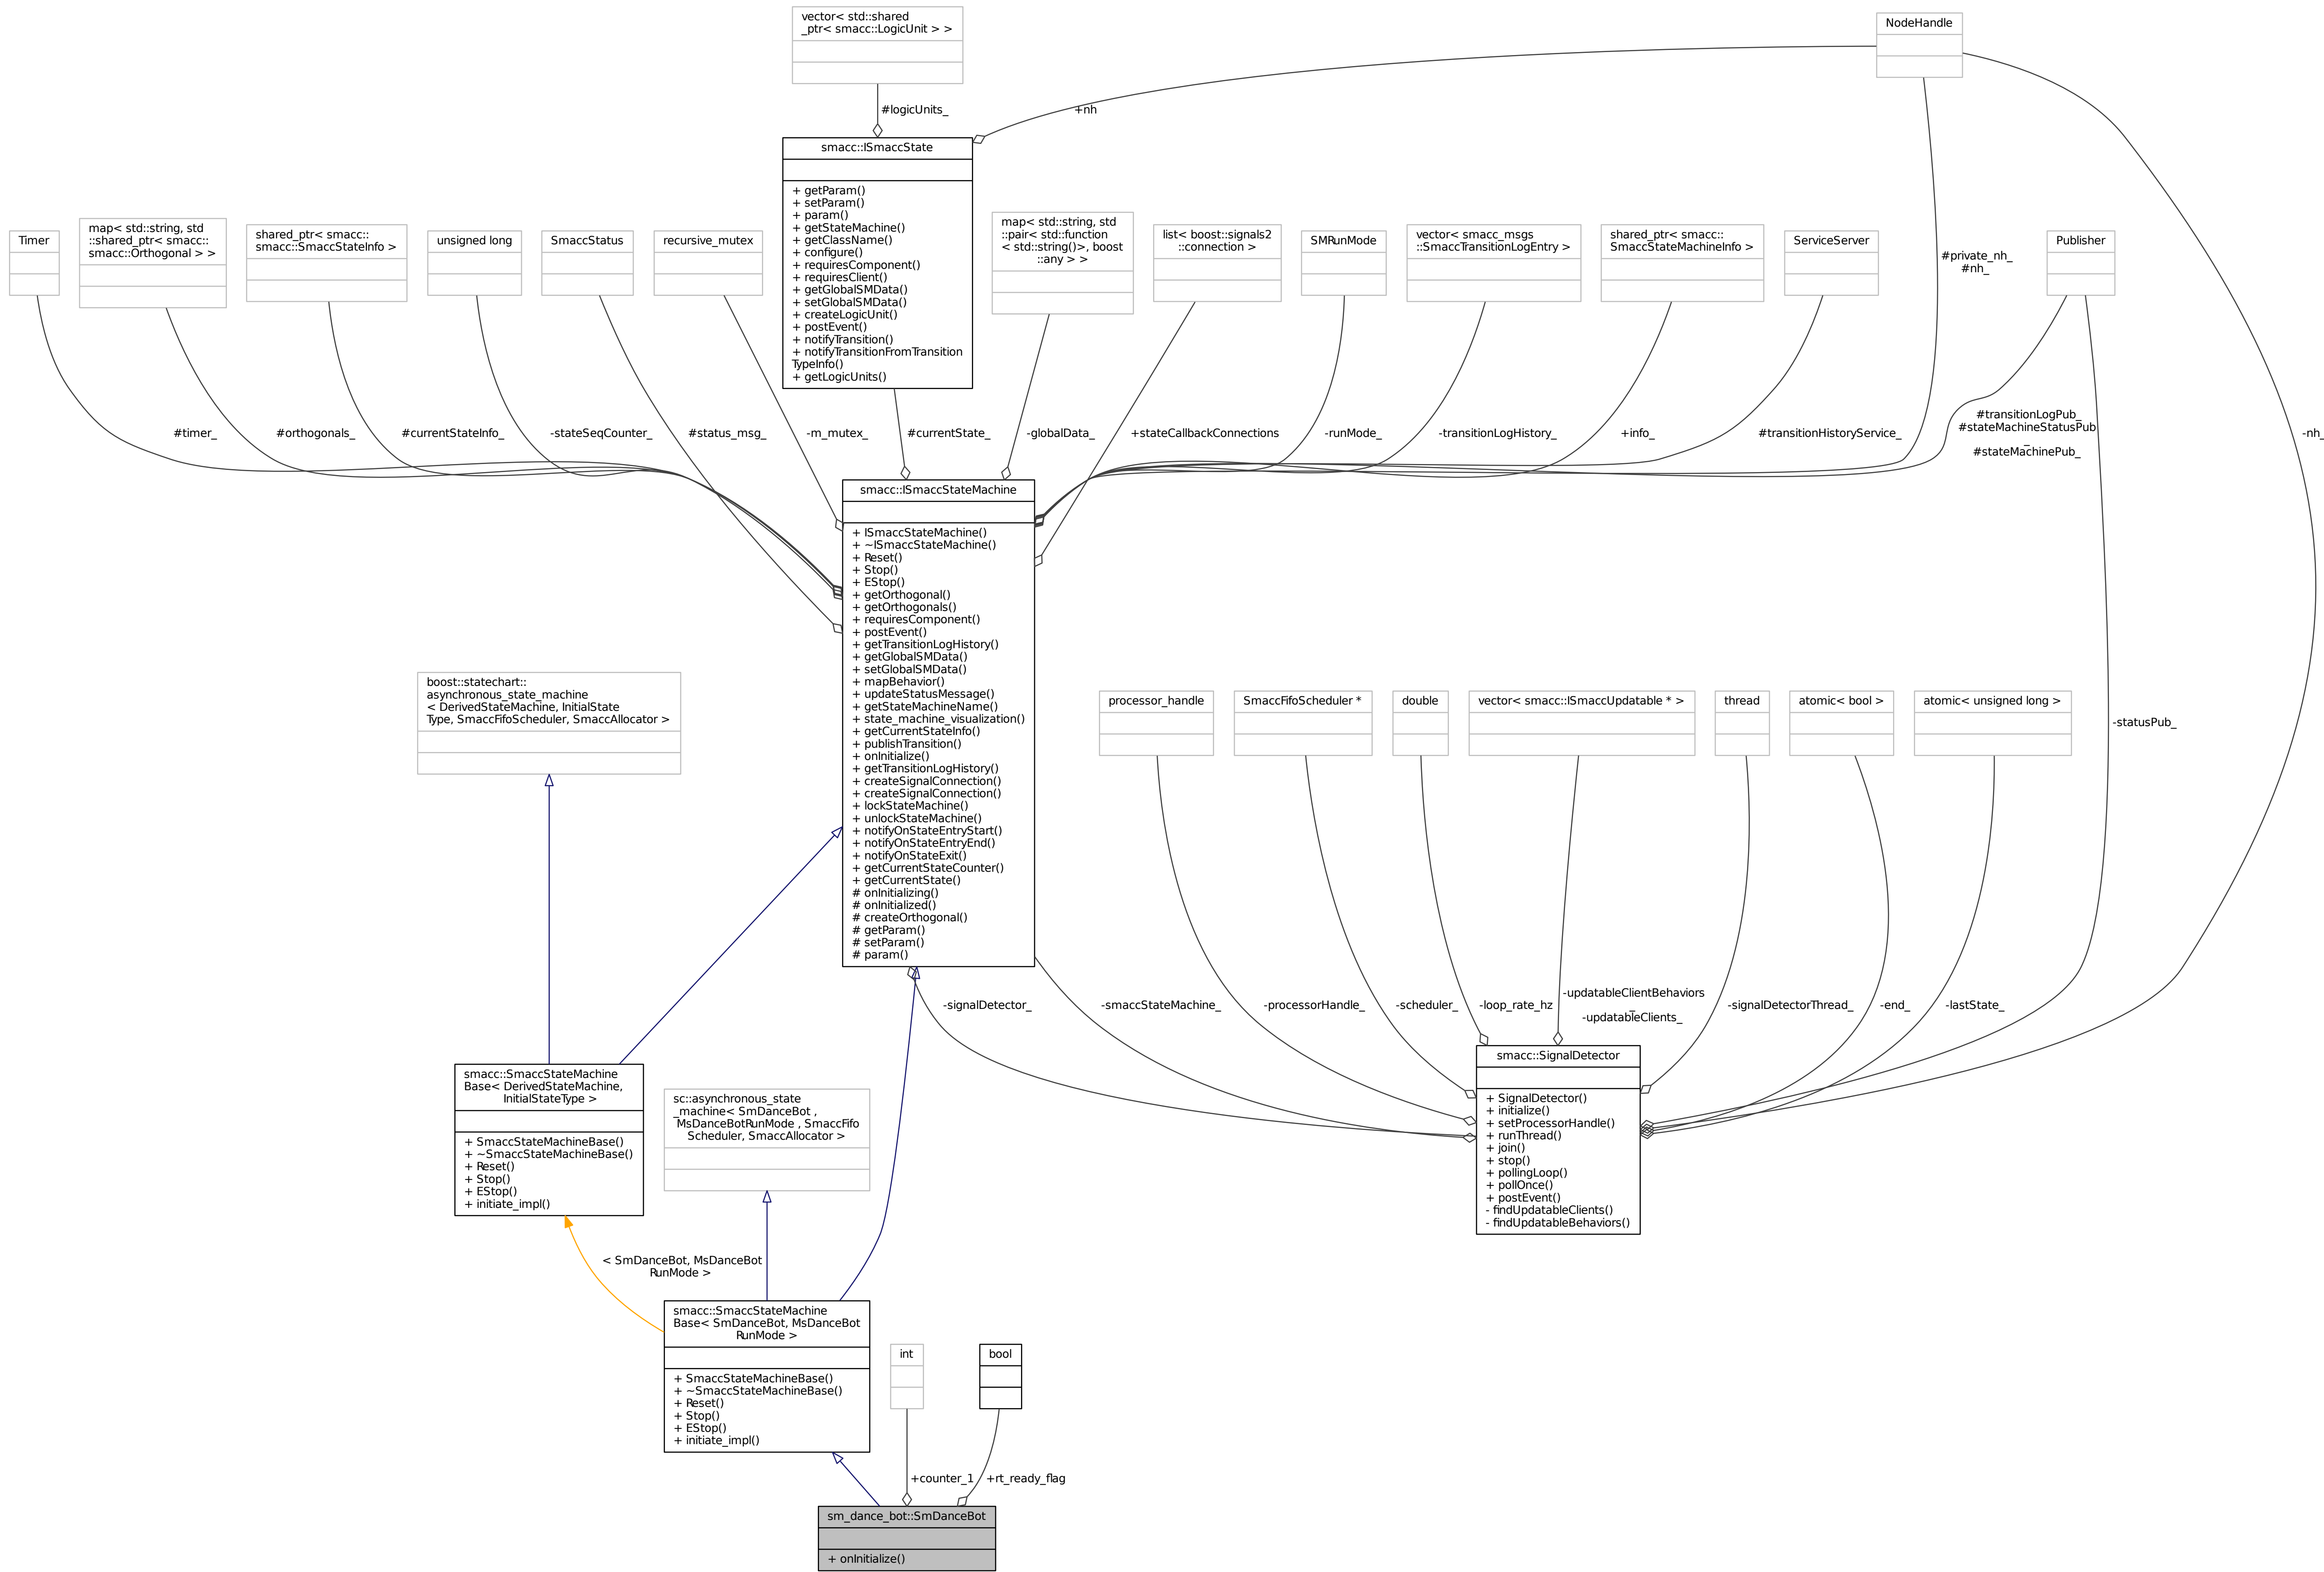 vector< std::shared
_ptr< smacc::LogicUnit > >
NodeHandle
#logicUnits_
+nh
smacc::ISmaccState
+ getParam()
+ setParam()
+ param()
+ getStateMachine()
+ getClassName()
+ configure()
+ requiresComponent()
+ requiresClient()
+ getGlobalSMData()
+ setGlobalSMData()
+ createLogicUnit()
+ postEvent()
+ notifyTransition()
+ notifyTransitionFromTransition
TypeInfo()
+ getLogicUnits()
Timer
map< std::string, std
::shared_ptr< smacc::
smacc::Orthogonal > >
shared_ptr< smacc::
smacc::SmaccStateInfo >
unsigned long
SmaccStatus
recursive_mutex
map< std::string, std
::pair< std::function
< std::string()>, boost
::any > >
list< boost::signals2
::connection >
SMRunMode
vector< smacc_msgs
::SmaccTransitionLogEntry >
shared_ptr< smacc::
SmaccStateMachineInfo >
ServiceServer
Publisher
#private_nh_
#nh_
#timer_
#orthogonals_
#currentStateInfo_
-stateSeqCounter_
#status_msg_
-m_mutex_
#currentState_
-globalData_
+stateCallbackConnections
-runMode_
-transitionLogHistory_
+info_
#transitionHistoryService_
#transitionLogPub_
#stateMachineStatusPub
_
#stateMachinePub_
-nh_
smacc::ISmaccStateMachine
+ ISmaccStateMachine()
+ ~ISmaccStateMachine()
+ Reset()
+ Stop()
+ EStop()
+ getOrthogonal()
+ getOrthogonals()
+ requiresComponent()
+ postEvent()
+ getTransitionLogHistory()
+ getGlobalSMData()
+ setGlobalSMData()
+ mapBehavior()
+ updateStatusMessage()
+ getStateMachineName()
+ state_machine_visualization()
+ getCurrentStateInfo()
+ publishTransition()
+ onInitialize()
+ getTransitionLogHistory()
+ createSignalConnection()
+ createSignalConnection()
+ lockStateMachine()
+ unlockStateMachine()
+ notifyOnStateEntryStart()
+ notifyOnStateEntryEnd()
+ notifyOnStateExit()
+ getCurrentStateCounter()
+ getCurrentState()
# onInitializing()
# onInitialized()
# createOrthogonal()
# getParam()
# setParam()
# param()
boost::statechart::
asynchronous_state_machine
< DerivedStateMachine, InitialState
Type, SmaccFifoScheduler, SmaccAllocator >
processor_handle
SmaccFifoScheduler *
double
vector< smacc::ISmaccUpdatable * >
thread
atomic< bool >
atomic< unsigned long >
-statusPub_
-signalDetector_
-smaccStateMachine_
-processorHandle_
-scheduler_
-loop_rate_hz
-updatableClientBehaviors
_
-updatableClients_
-signalDetectorThread_
-end_
-lastState_
smacc::SignalDetector
+ SignalDetector()
+ initialize()
+ setProcessorHandle()
+ runThread()
+ join()
+ stop()
+ pollingLoop()
+ pollOnce()
+ postEvent()
- findUpdatableClients()
- findUpdatableBehaviors()
smacc::SmaccStateMachine
Base< DerivedStateMachine,
InitialStateType >
+ SmaccStateMachineBase()
+ ~SmaccStateMachineBase()
+ Reset()
+ Stop()
+ EStop()
+ initiate_impl()
sc::asynchronous_state
_machine< SmDanceBot ,
MsDanceBotRunMode , SmaccFifo
Scheduler, SmaccAllocator >
< SmDanceBot, MsDanceBot
RunMode >
smacc::SmaccStateMachine
Base< SmDanceBot, MsDanceBot
RunMode >
+ SmaccStateMachineBase()
+ ~SmaccStateMachineBase()
+ Reset()
+ Stop()
+ EStop()
+ initiate_impl()
int
bool
+counter_1
+rt_ready_flag
sm_dance_bot::SmDanceBot
+ onInitialize()